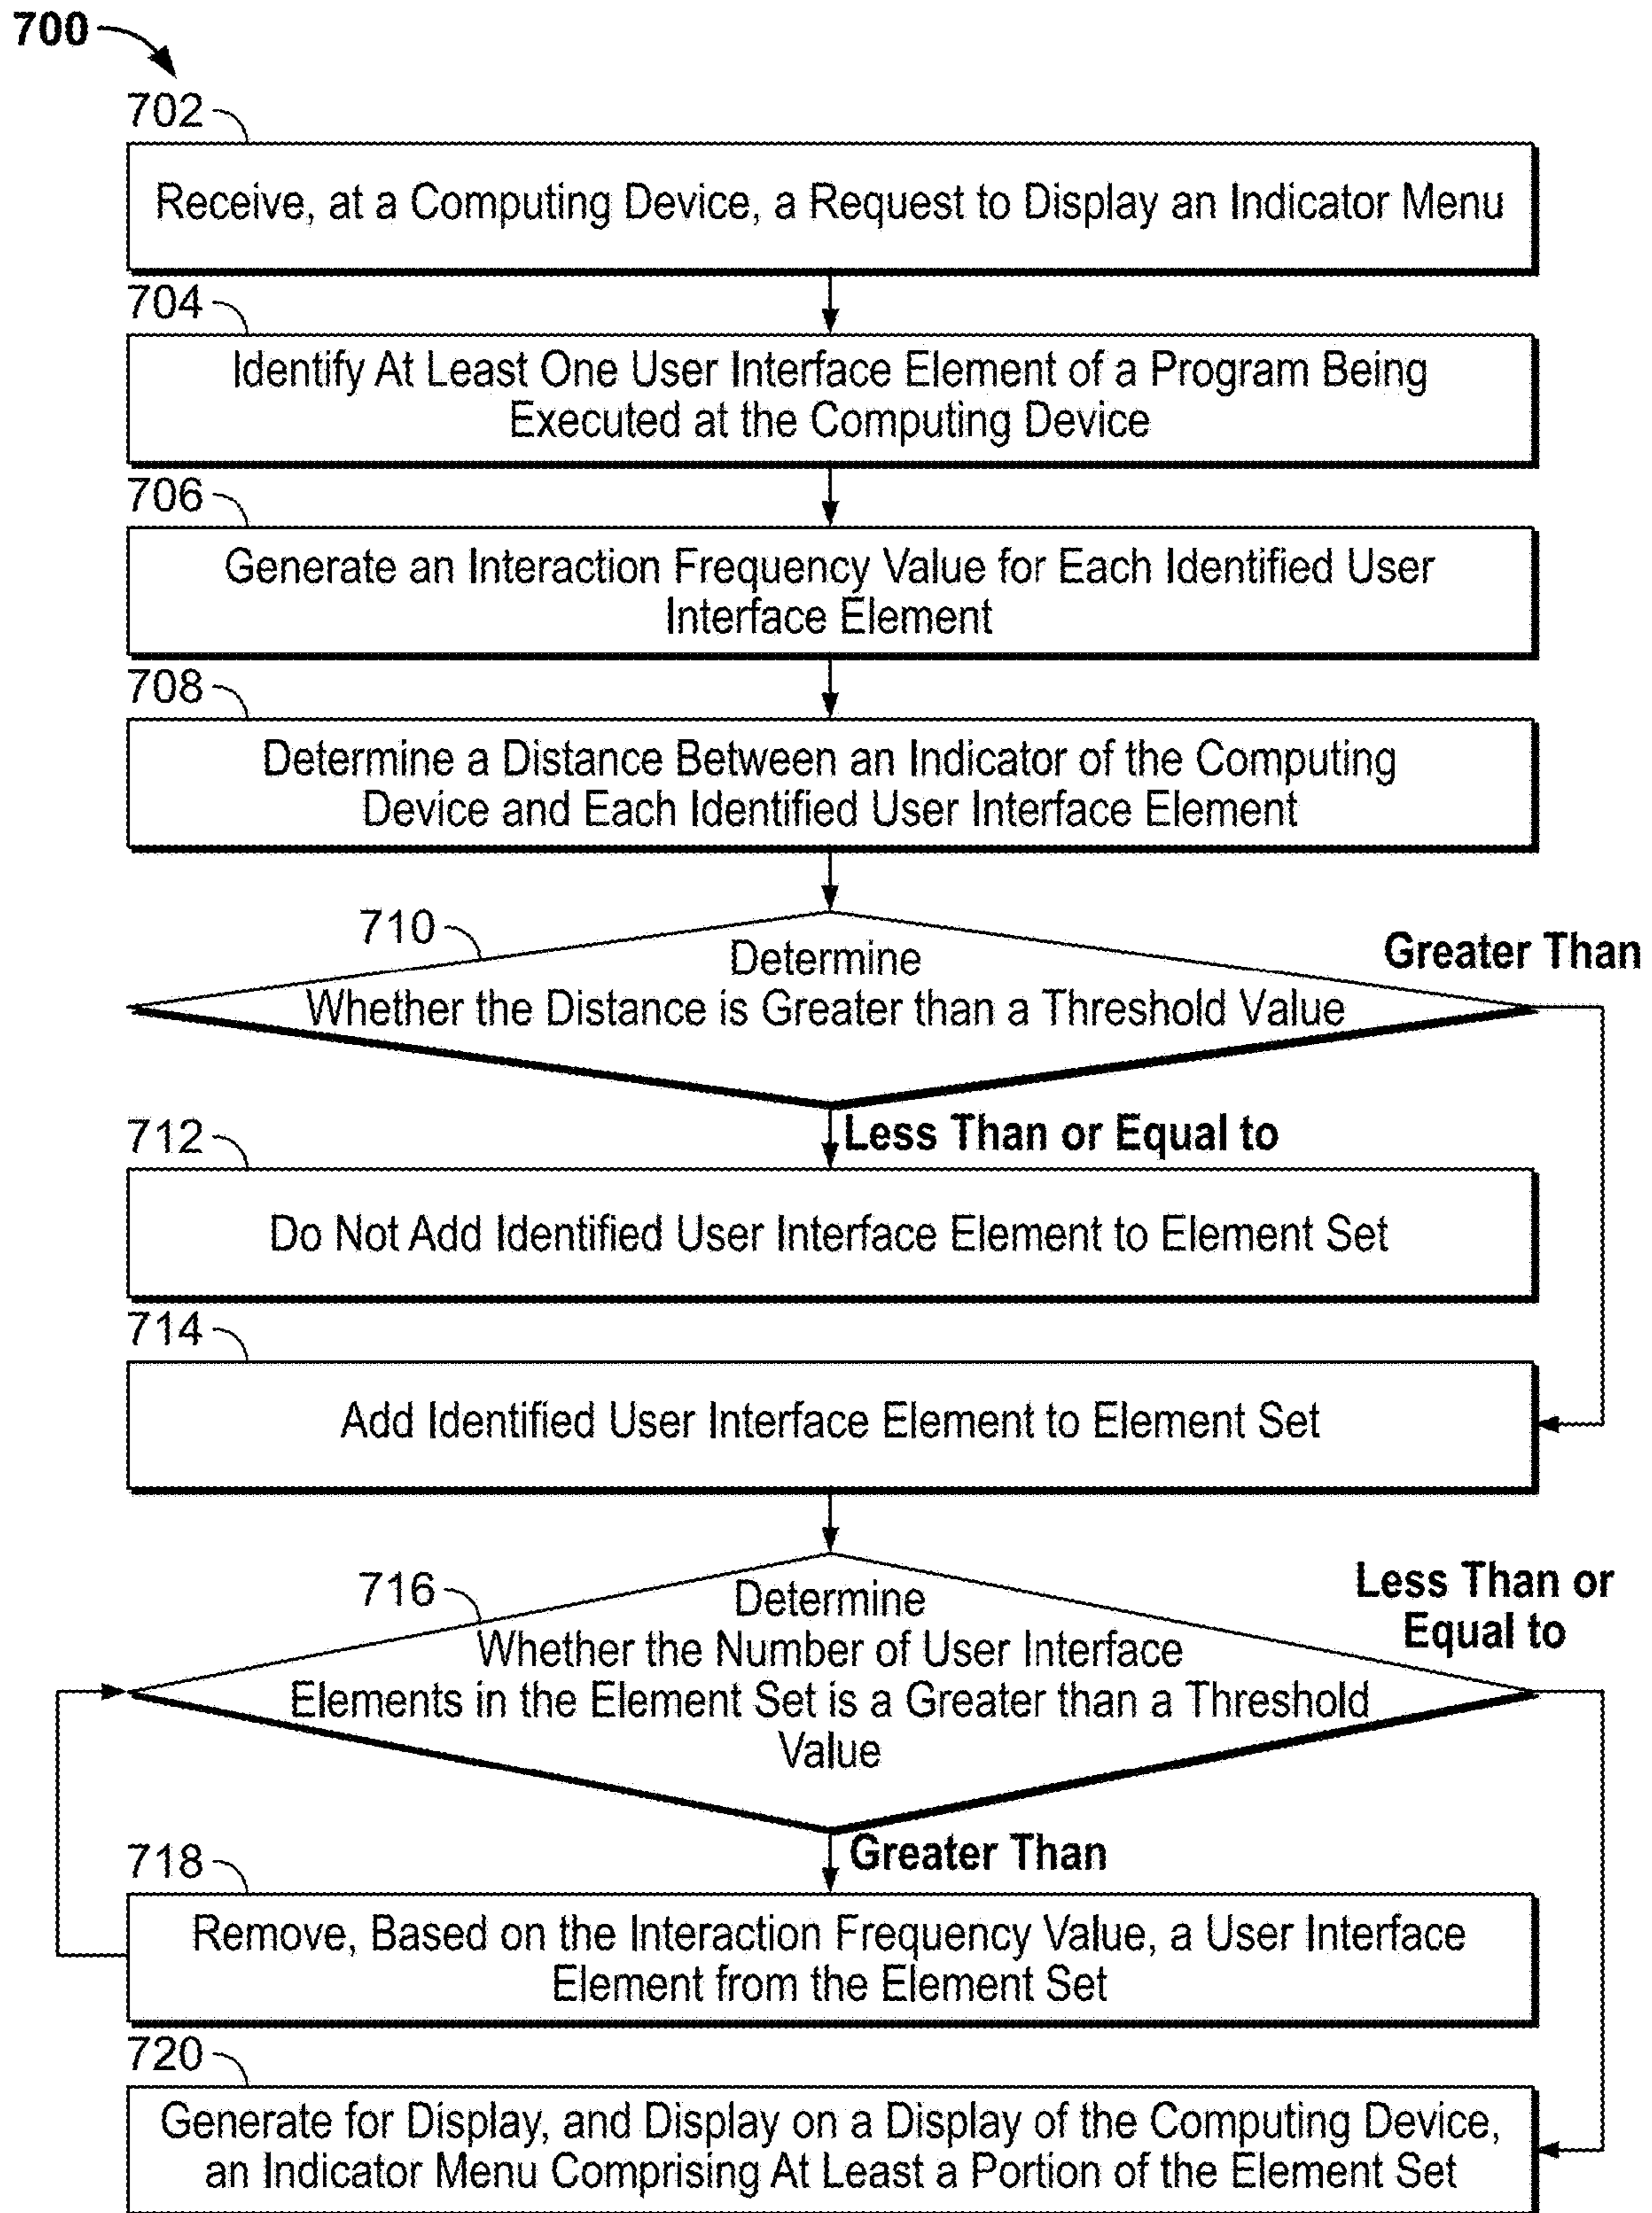 700
702
Receive, at a Computing Device, a Request to Display an Indicator Menu
704
Identify At Least One User Interface Element of a Program Being
Executed at the Computing Device
706
Generate an Interaction Frequency Value for Each Identified User
Interface Element
708
Determine a Distance Between an Indicator of the Computing
Device and Each Identified User Interface Element
710
Determine
Whether the Distance is Greater than a Threshold Value
Greater Than
Less Than or Equal to
712
Do Not Add Identified User Interface Element to Element Set
714
Add Identified User Interface Element to Element Set
716
Determine
Whether the Number of User Interface
Elements in the Element Set is a Greater than a Threshold
Value
Less Than or
Equal to
Greater Than
718
Remove, Based on the Interaction Frequency Value, a User Interface
Element from the Element Set
720
Generate for Display, and Display on a Display of the Computing Device,
an Indicator Menu Comprising At Least a Portion of the Element Set